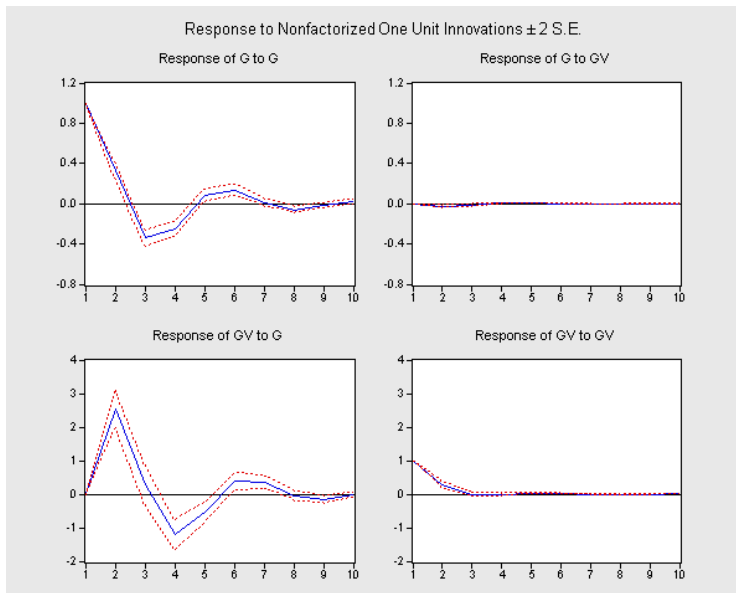 Response to Nonfactorized One Unit Innovations ± 2 S.E.
Response of G to G
1.2
0.8
0.4
0.0
-0.4
-0.8
1 2 3 4 5 6 7 8 9 10
Response of G to GV
1.2
0.8
0.4
0.0
-0.4
-0.8
1 2 3 4 5 6 7 8 9 10
Response of GV to G
4
3
2
1
0
-1
-2
1 2 3 4 5 6 7 8 9 10
Response of GV to GV
4
3
2
1
0
-1
-2
1 2 3 4 5 6 7 8 9 10